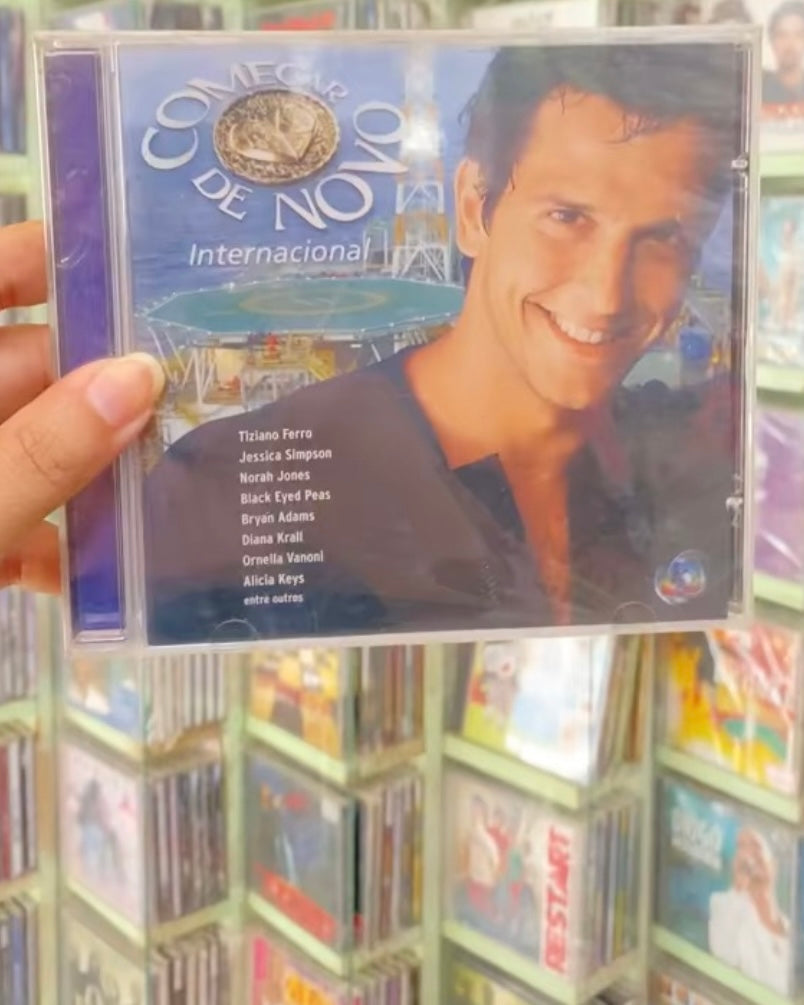 COMEÇAR
DE NOVO
Internacional
Tiziano Ferro
Jessica Simpson
Norah Jones
Black Eyed Peas
Bryan Adams
Diana Krall
Ornella Vanoni
Alicia Keys
entre outros
RESTART